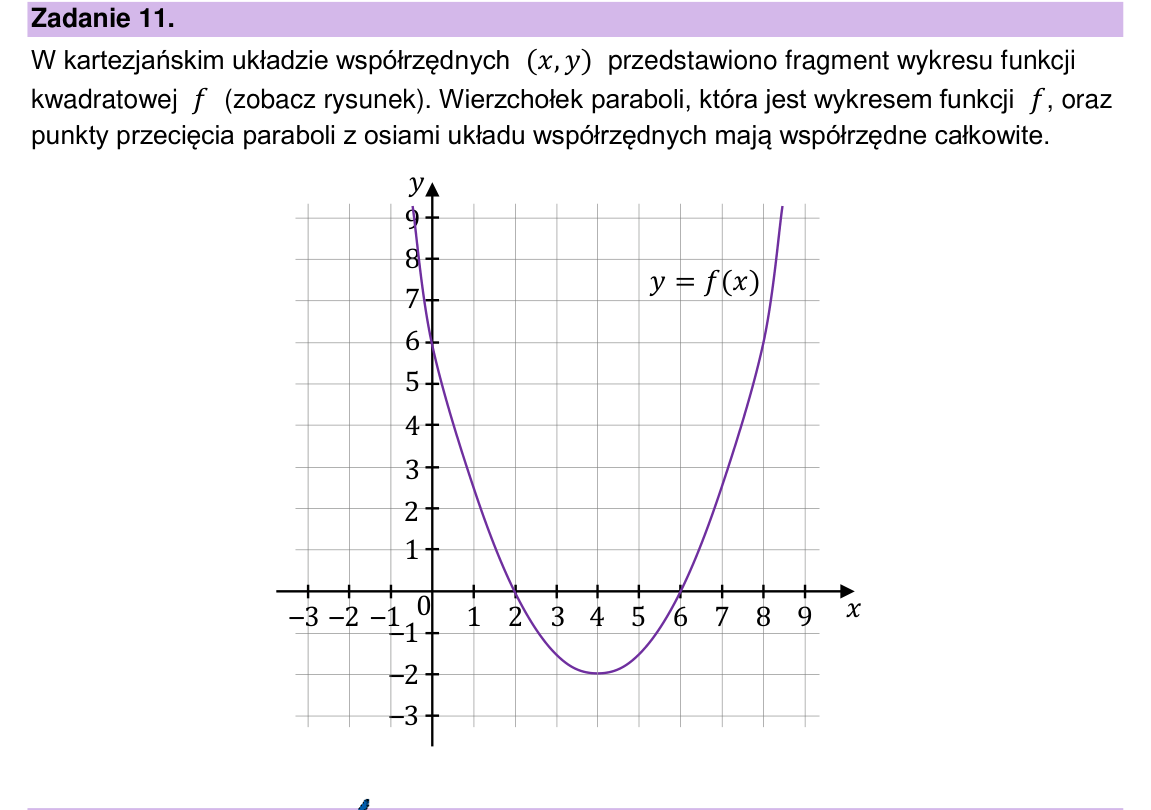 Zadanie 11.
W kartezjańskim układzie współrzędnych (x, y) przedstawiono fragment wykresu funkcji
kwadratowej f (zobacz rysunek). Wierzchołek paraboli, która jest wykresem funkcji f, oraz
punkty przecięcia paraboli z osiami układu współrzędnych mają współrzędne całkowite.
y
9
8
y = f(x)
7
6
5
4
3
2
1
−3 −2 −1 0 1 2 3 4 5 6 7 8 9 x
−1
−2
−3